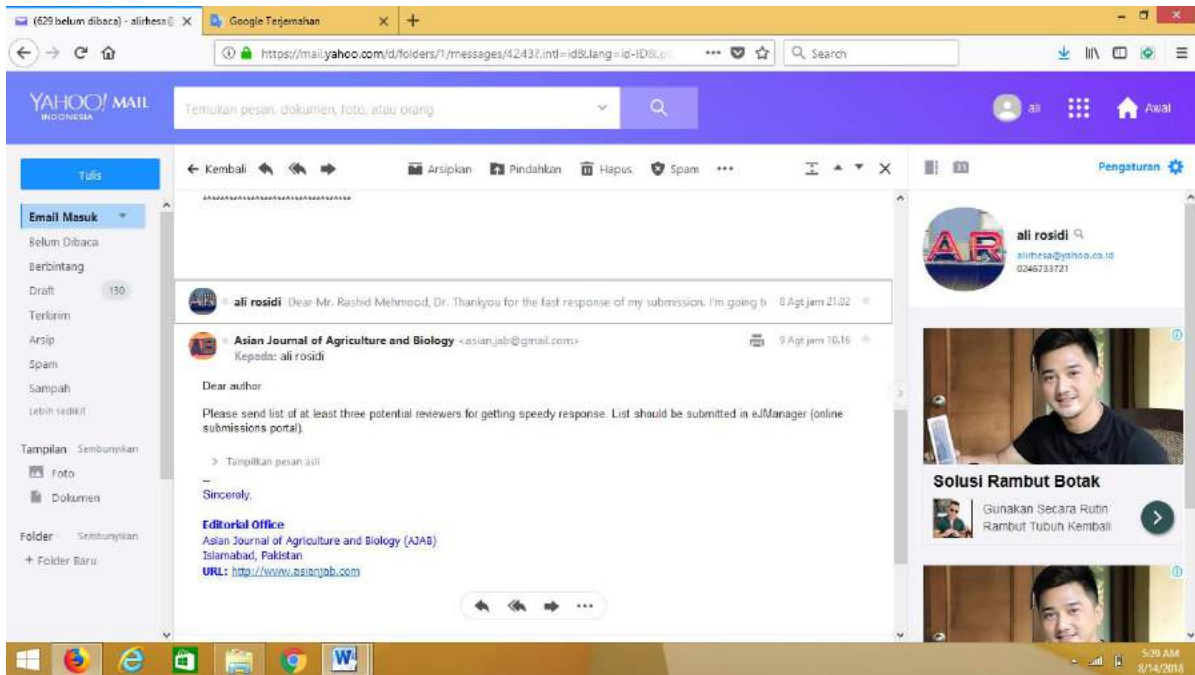 (629 belum dibaca) - alirhesa@
Google Terjemahan
https://mail.yahoo.com/d/folders/1/messages/42437.intl=id&.lang=id-ID&.p
Search
YAHOO! MAIL
INDONESIA
Temukan pesan, dokumen, foto, atau orang
ali
Awal
Tulis
Kembali
Arsipkan
Pindahkan
Hapus
Spam
Pengaturan
Email Masuk
Belum Dibaca
Berbintang
Draft 130
Terkirim
Arsip
Spam
Sampah
Lebih sedikit
Tampilan Sembunyikan
Foto
Dokumen
Folder Sembunyikan
+ Folder Baru
ali rosidi Dear Mr. Rashid Mehmood, Dr. Thankyou for the fast response of my submission, I'm going t 8 Agt jam 21.02
Asian Journal of Agriculture and Biology <asian.jab@gmail.com> 9 Agt jam 10.16
Kepada: ali rosidi
Dear author
Please send list of at least three potential reviewers for getting speedy response. List should be submitted in eJManager (online
submissions portal).
> Tampilkan pesan asli
--
Sincerely,
Editorial Office
Asian Journal of Agriculture and Biology (AJAB)
Islamabad, Pakistan
URL: http://www.asianjab.com
AR
ali rosidi
alirhesa@yahoo.co.id
0246733721
Solusi Rambut Botak
Gunakan Secara Rutin
Rambut Tubuh Kembali
5:39 AM
8/14/2018